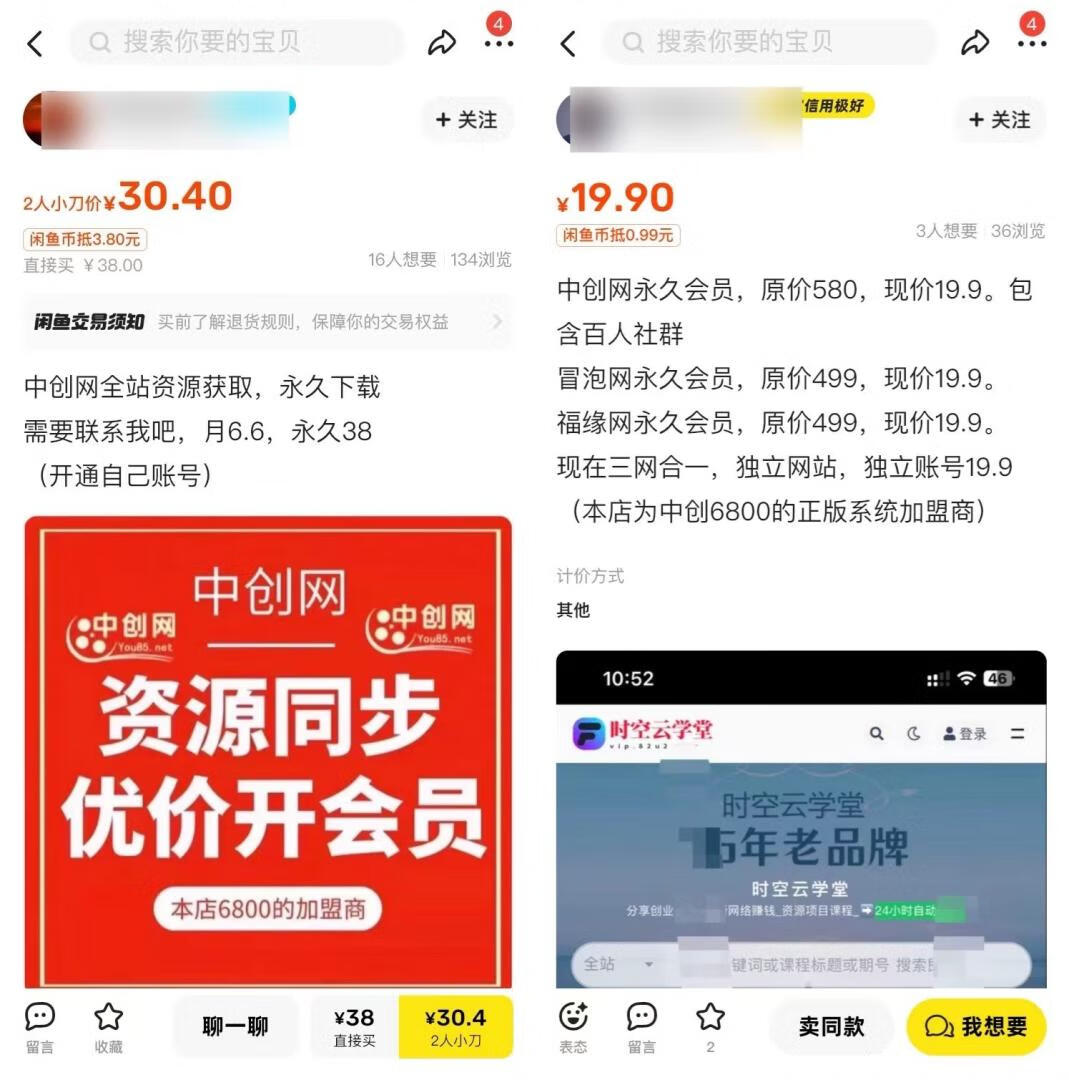 搜索你要的宝贝
4
+ 关注
2人小刀价¥30.40
闲鱼币抵3.80元
直接买 ¥38.00
16人想要 134浏览
闲鱼交易须知 买前了解退货规则，保障你的交易权益
中创网全站资源获取，永久下载
需要联系我吧，月6.6，永久38
（开通自己账号）
中创网
中创网
You85.net
中创网
You85.net
资源同步
优价开会员
本店6800的加盟商
留言
收藏
聊一聊
¥38
直接买
¥30.4
2人小刀
搜索你要的宝贝
4
信用极好
+ 关注
¥19.90
闲鱼币抵0.99元
3人想要 36浏览
中创网永久会员，原价580，现价19.9。包
含百人社群
冒泡网永久会员，原价499，现价19.9。
福缘网永久会员，原价499，现价19.9。
现在三网合一，独立网站，独立账号19.9
（本店为中创6800的正版系统加盟商）
计价方式
其他
10:52
46
时空云学堂
vip.82u2
登录
时空云学堂
5年老品牌
时空云学堂
分享创业
网络赚钱_资源项目课程_➡24小时自动
全站
键词或课程标题或期号 搜索
表态
留言
2
卖同款
我想要